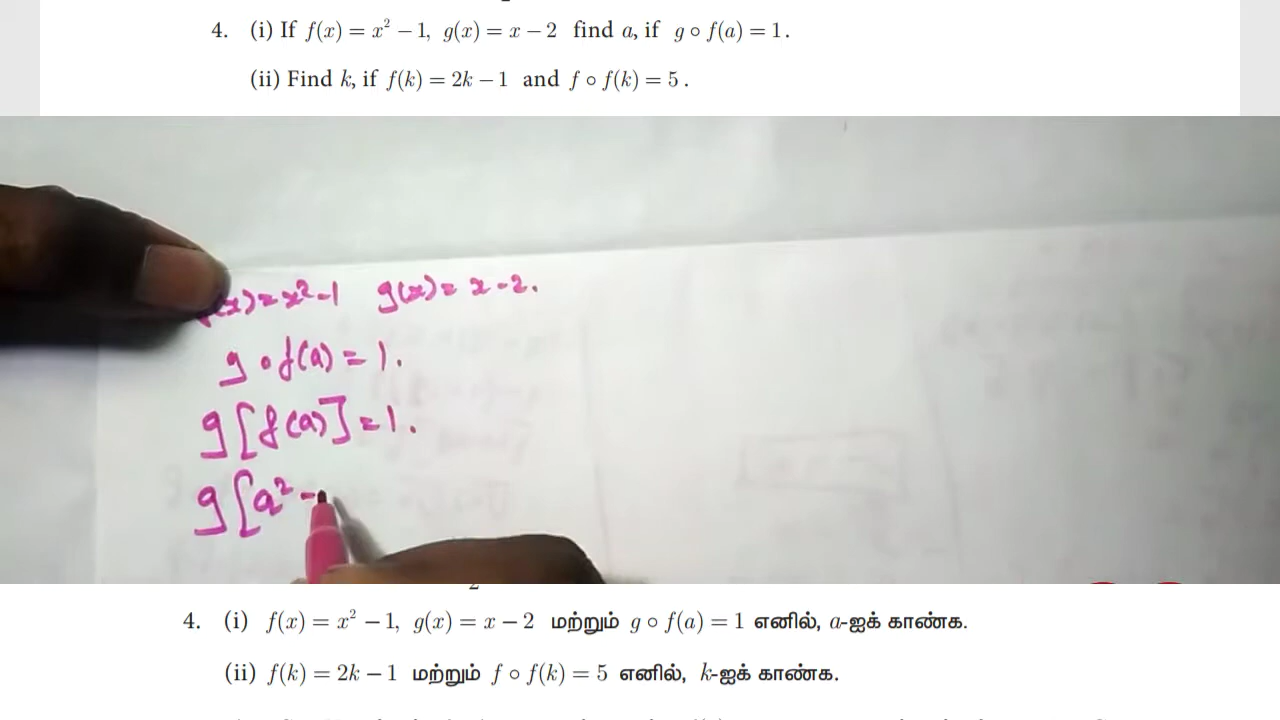 4. (i) If f(x) = x² − 1, g(x) = x − 2 find a, if g ∘ f(a) = 1.
(ii) Find k, if f(k) = 2k − 1 and f ∘ f(k) = 5.
(x) = x² - 1 g(x) = x - 2.
g ∘ f(a) = 1.
g[f(a)] = 1.
g[a² -
4. (i) f(x) = x² − 1, g(x) = x − 2 மற்றும் g ∘ f(a) = 1 எனில், a-ஐக் காண்க.
(ii) f(k) = 2k − 1 மற்றும் f ∘ f(k) = 5 எனில், k-ஐக் காண்க.